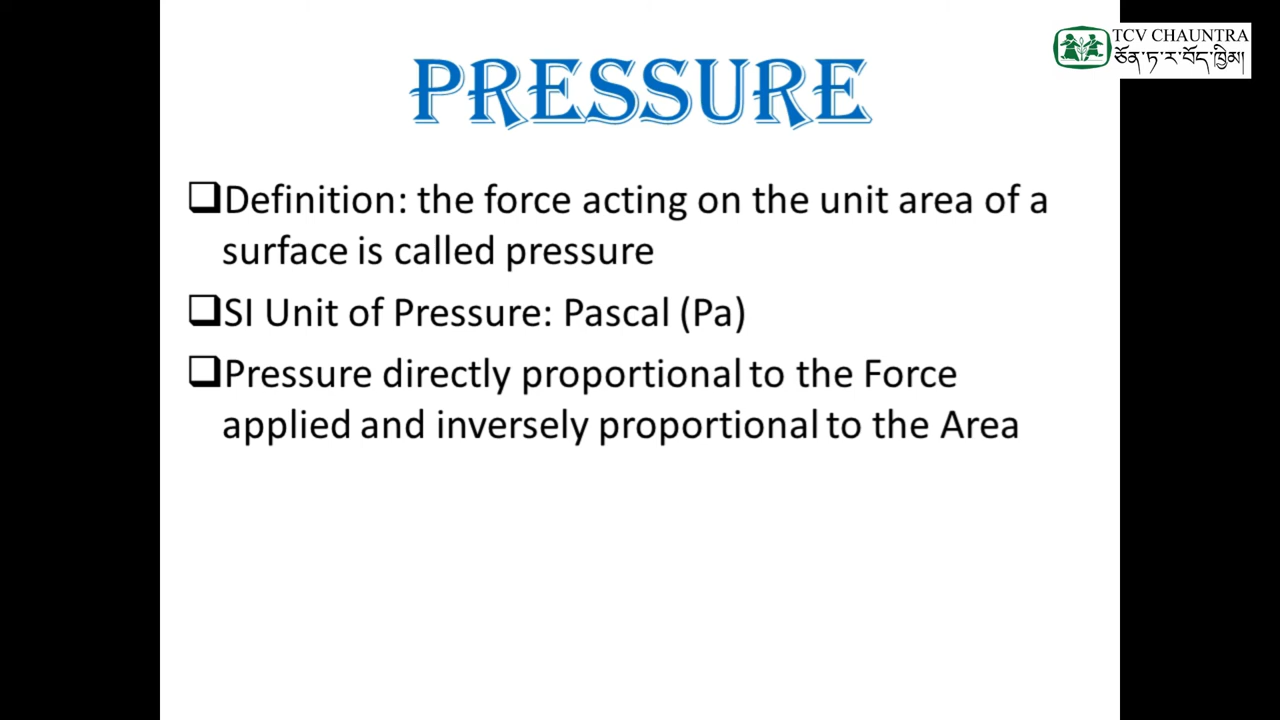 TCV CHAUNTRA
ཅོན་ཏ་ར་བོད་ཁྱིམ།
PRESSURE
Definition: the force acting on the unit area of a
surface is called pressure
SI Unit of Pressure: Pascal (Pa)
Pressure directly proportional to the Force
applied and inversely proportional to the Area